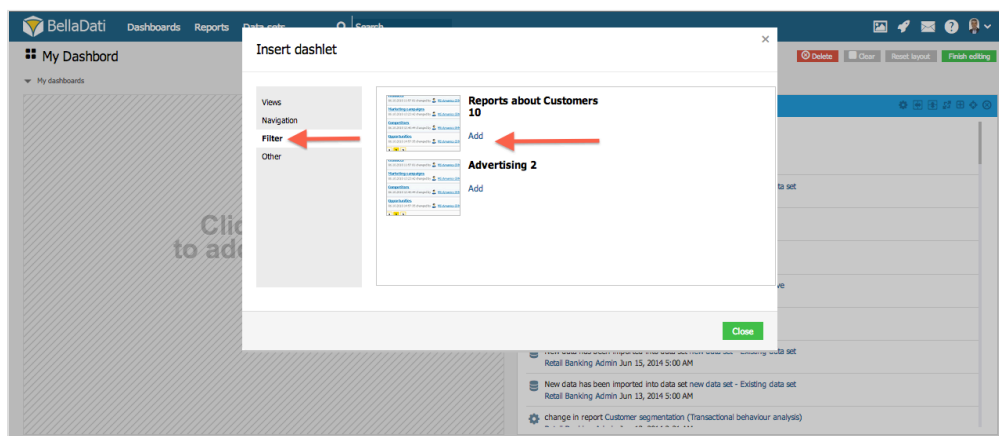 BellaDati Dashboards Reports Data sets Search
My Dashbord
Delete Clear Reset layout Finish editing
My dashboards
Insert dashlet
Views
Navigation
Filter
Other
Reports about Customers
10
Add
Advertising 2
Add
Clic
to add
ta set
ve
Close
New data has been imported into data set new data set - Existing data set
Retail Banking Admin Jun 15, 2014 5:00 AM
New data has been imported into data set new data set - Existing data set
Retail Banking Admin Jun 13, 2014 5:00 AM
change in report Customer segmentation (Transactional behaviour analysis)